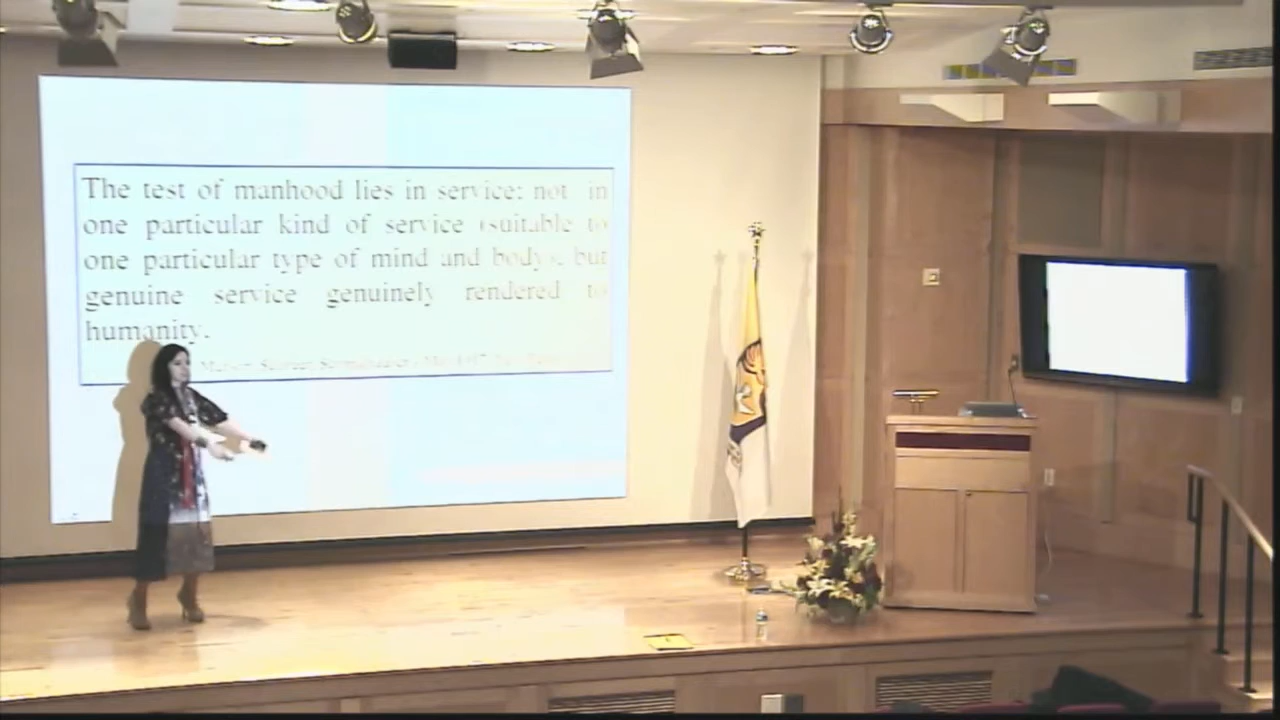 The test of manhood lies in service: not in
one particular kind of service (suitable to
one particular type of mind and body), but
genuine service genuinely rendered to
humanity.